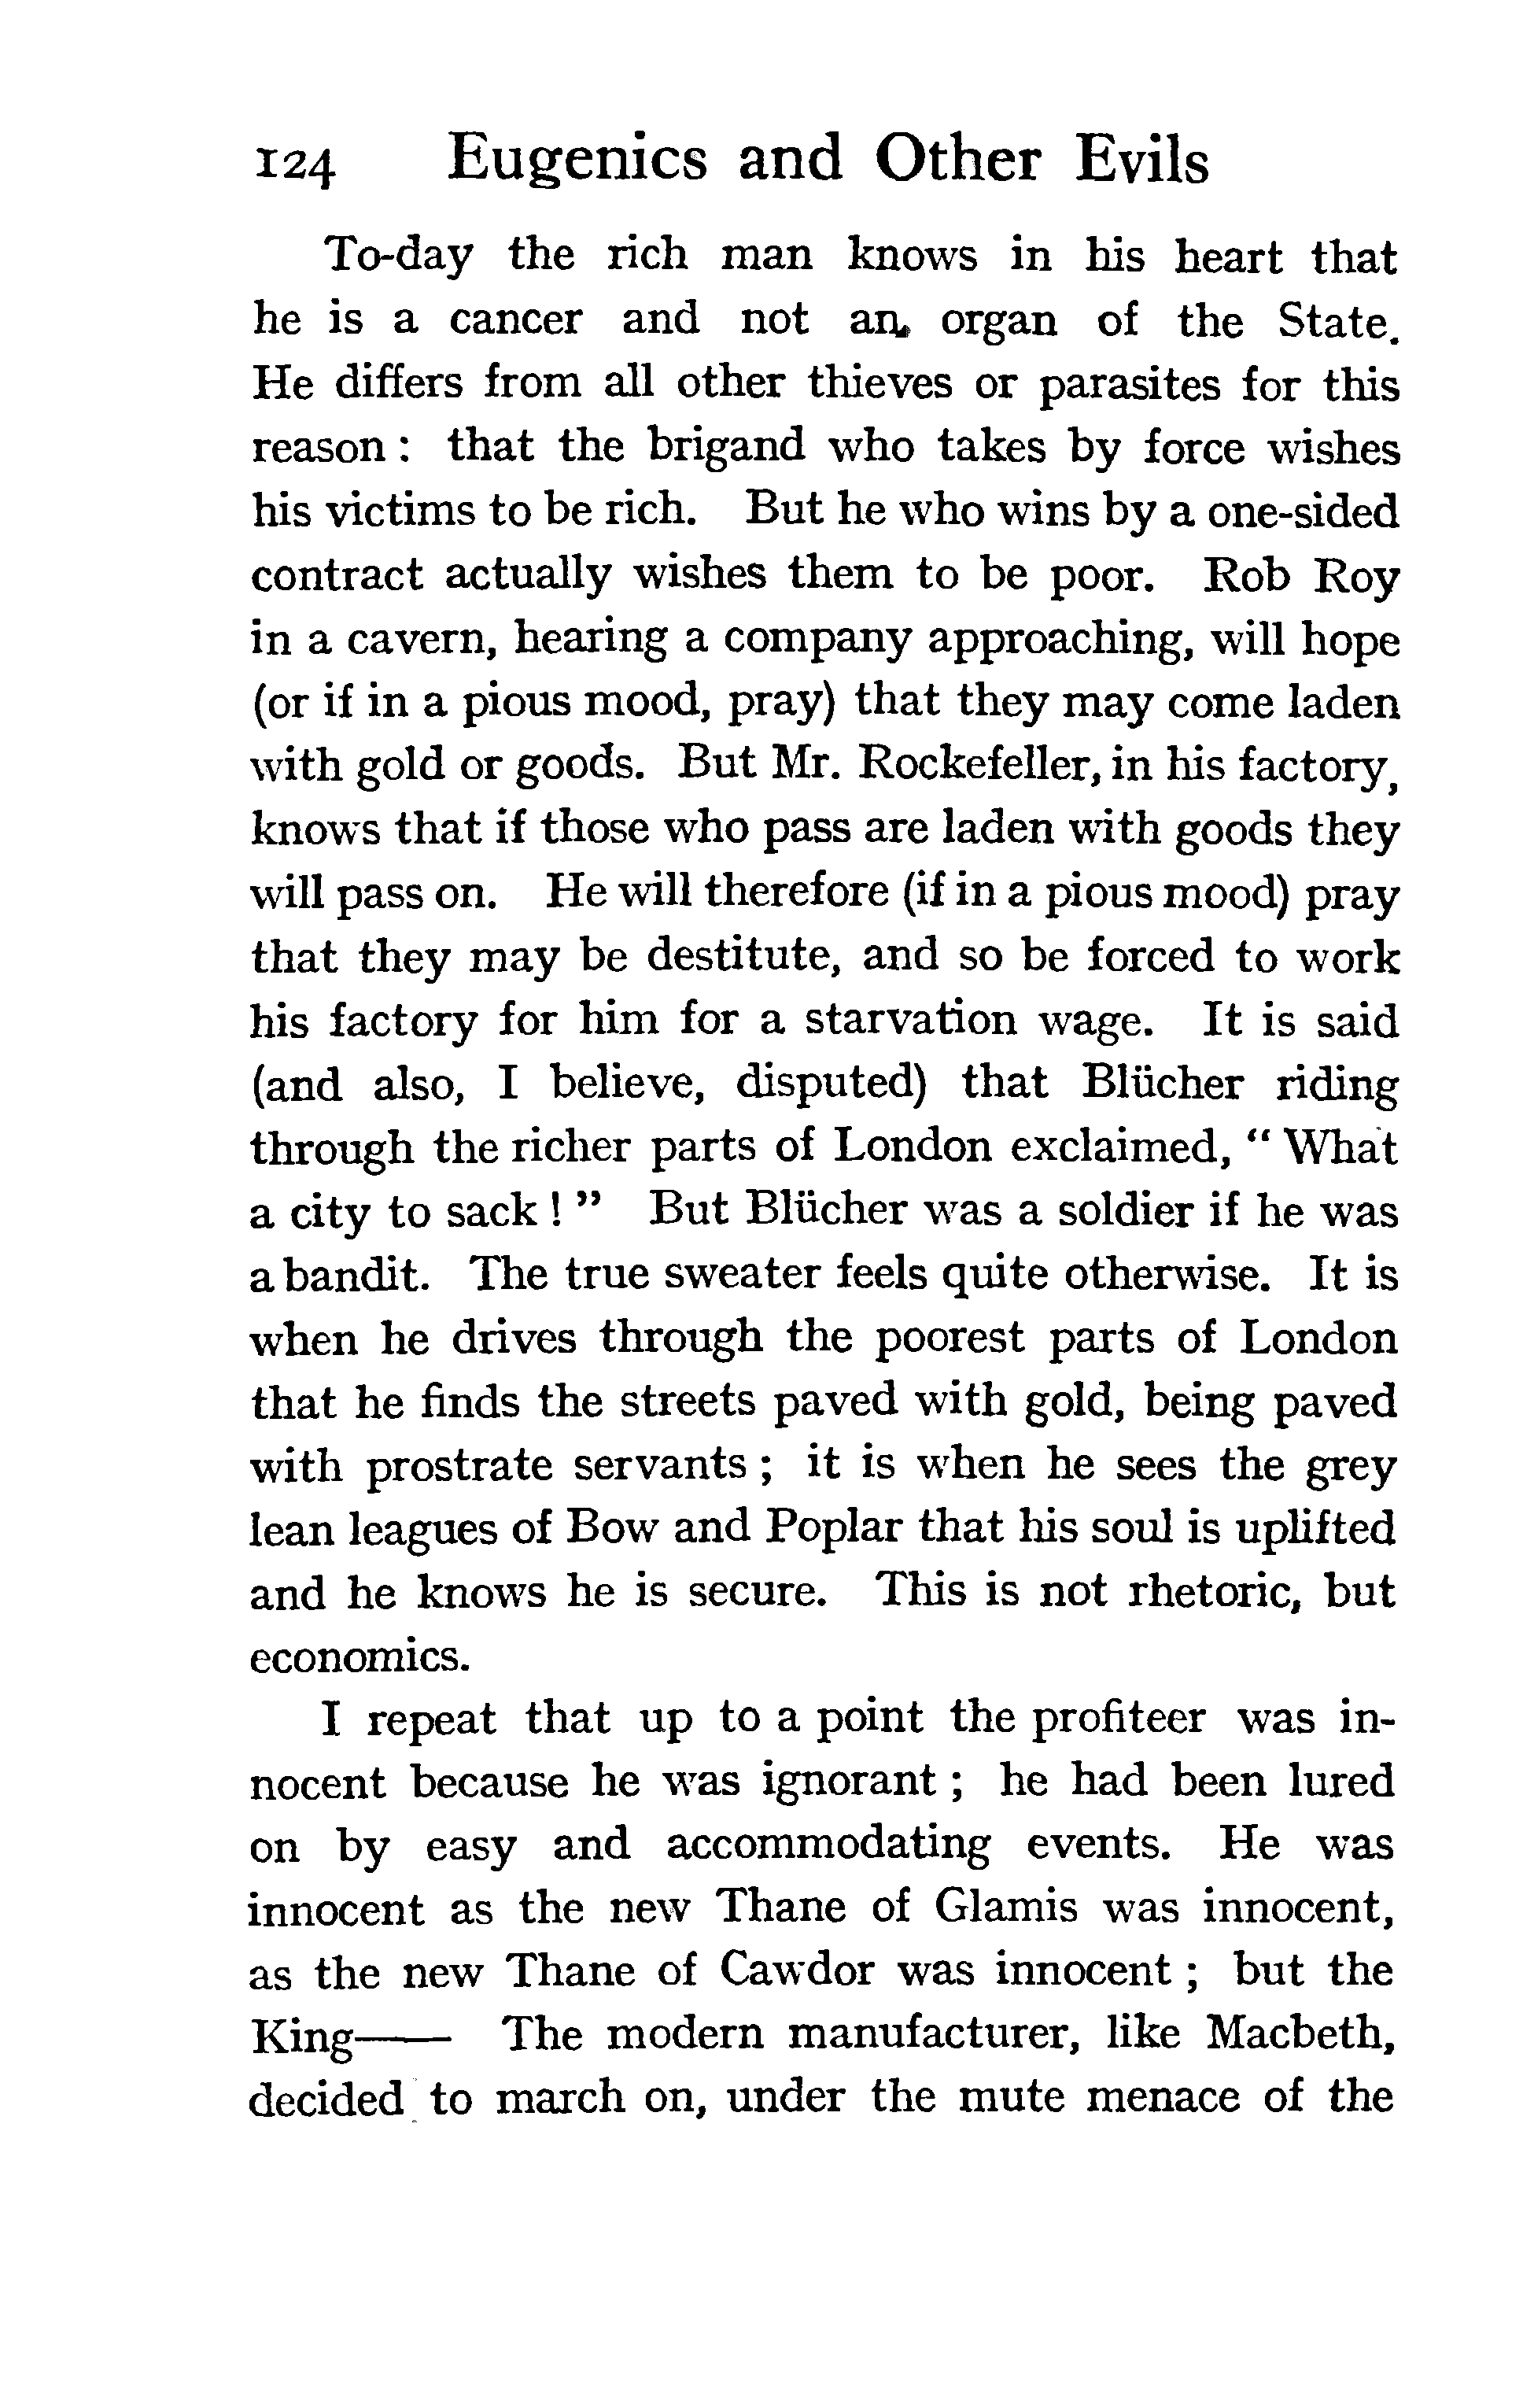 124 Eugenics and Other Evils
To-day the rich man knows in his heart that
he is a cancer and not an organ of the State.
He differs from all other thieves or parasites for this
reason : that the brigand who takes by force wishes
his victims to be rich. But he who wins by a one-sided
contract actually wishes them to be poor. Rob Roy
in a cavern, hearing a company approaching, will hope
(or if in a pious mood, pray) that they may come laden
with gold or goods. But Mr. Rockefeller, in his factory,
knows that if those who pass are laden with goods they
will pass on. He will therefore (if in a pious mood) pray
that they may be destitute, and so be forced to work
his factory for him for a starvation wage. It is said
(and also, I believe, disputed) that Blücher riding
through the richer parts of London exclaimed, “ What
a city to sack ! ” But Blücher was a soldier if he was
a bandit. The true sweater feels quite otherwise. It is
when he drives through the poorest parts of London
that he finds the streets paved with gold, being paved
with prostrate servants ; it is when he sees the grey
lean leagues of Bow and Poplar that his soul is uplifted
and he knows he is secure. This is not rhetoric, but
economics.
I repeat that up to a point the profiteer was in-
nocent because he was ignorant ; he had been lured
on by easy and accommodating events. He was
innocent as the new Thane of Glamis was innocent,
as the new Thane of Cawdor was innocent ; but the
King—— The modern manufacturer, like Macbeth,
decided to march on, under the mute menace of the